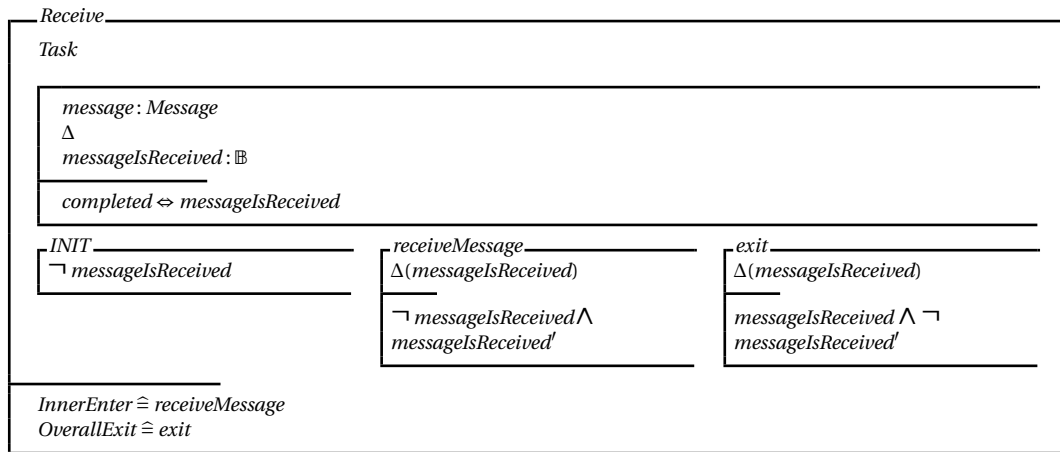 Receive
Task
message : Message
Δ
messageIsReceived : 𝔹
completed ⇔ messageIsReceived
INIT
¬ messageIsReceived
receiveMessage
Δ(messageIsReceived)
¬ messageIsReceived ∧
messageIsReceived′
exit
Δ(messageIsReceived)
messageIsReceived ∧ ¬
messageIsReceived′
InnerEnter ≙ receiveMessage
OverallExit ≙ exit